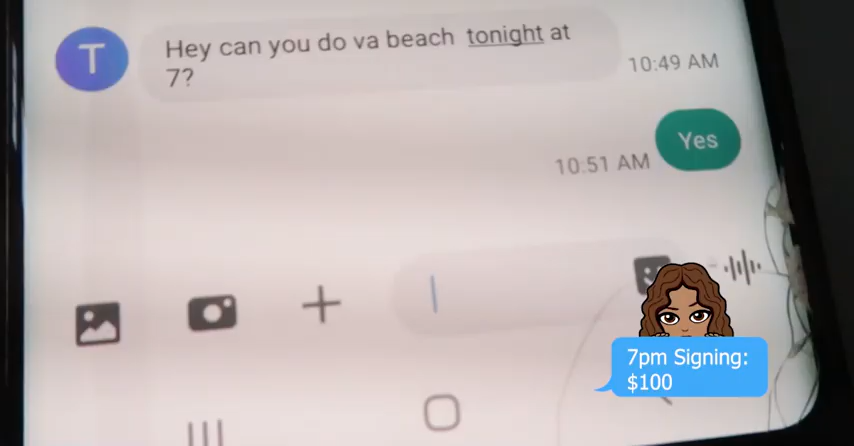 T
Hey can you do va beach tonight at
7?
10:49 AM
Yes
10:51 AM
7pm Signing:
$100